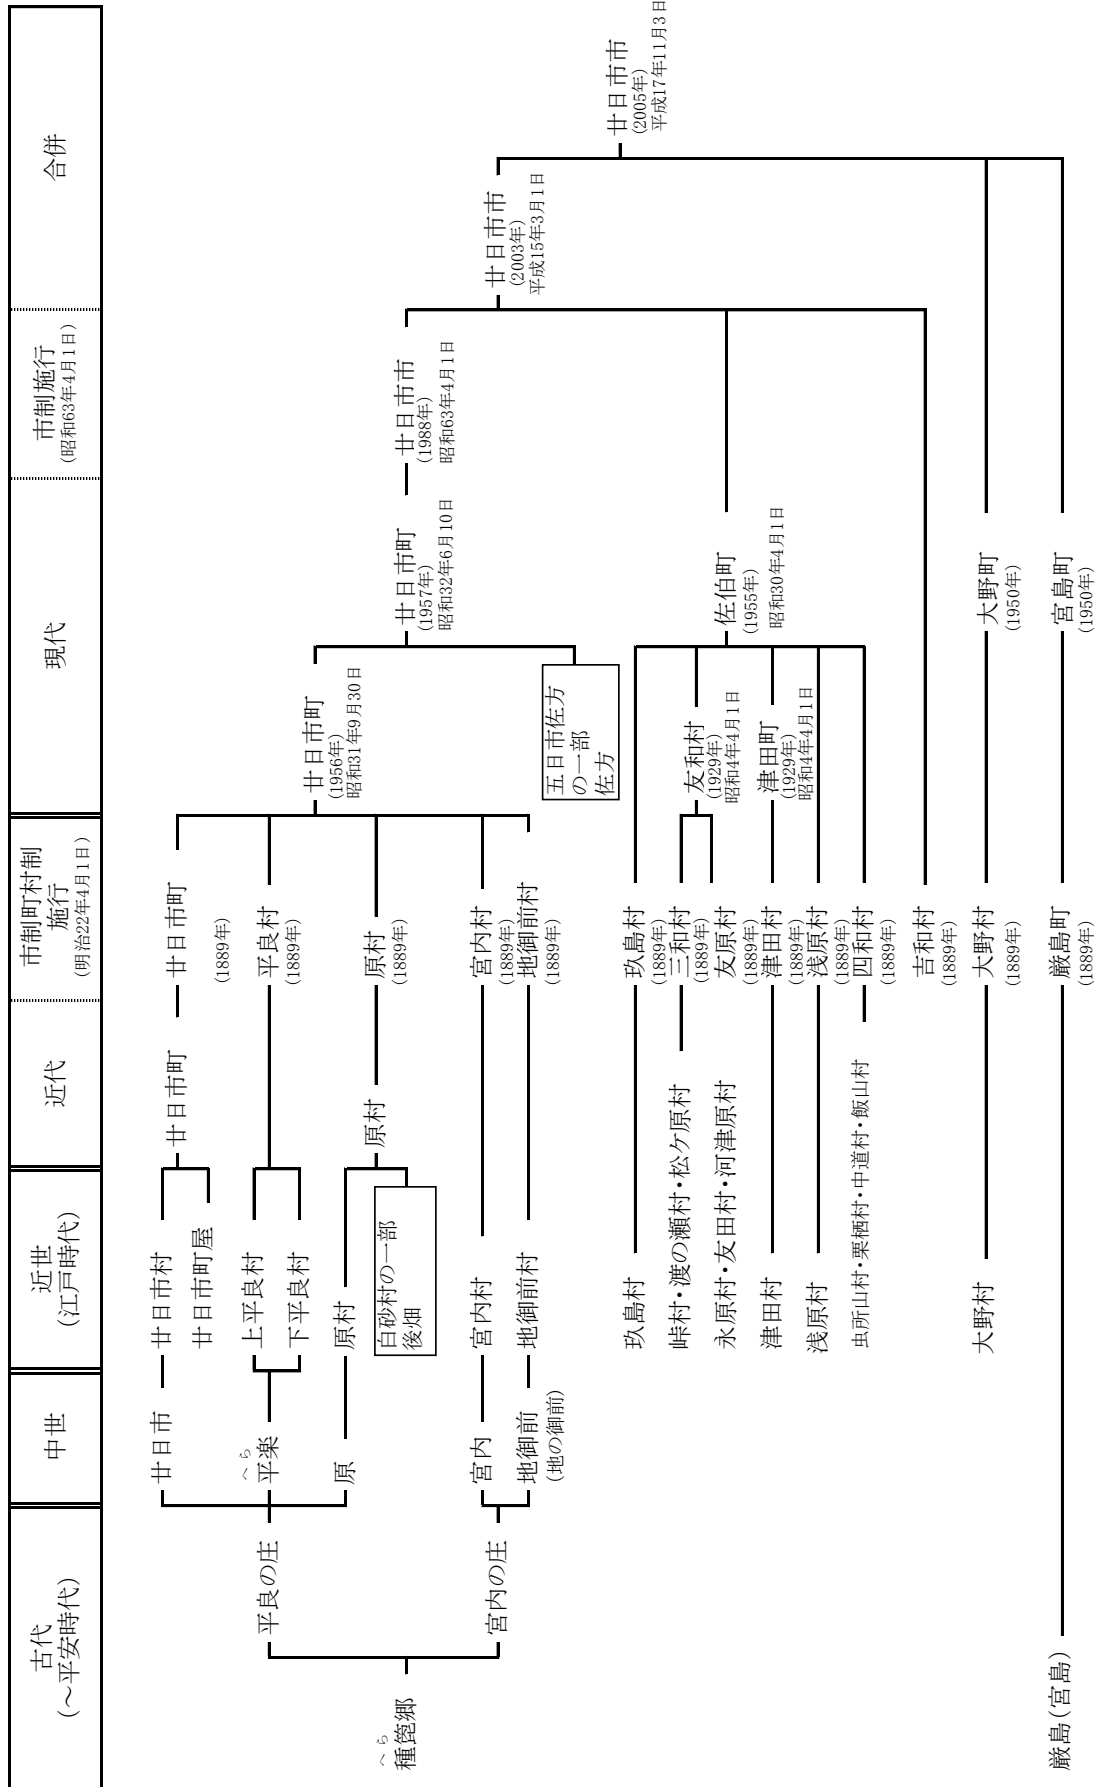 古代
(～平安時代)
中世
近世
(江戸時代)
近代
市制町村制
施行
(明治22年4月1日)
現代
市制施行
(昭和63年4月1日)
合併
へら
種箆郷
平良の庄
宮内の庄
厳島(宮島)
廿日市
へら
平楽
原
宮内
地御前
(地の御前)
廿日市村
廿日市町屋
上平良村
下平良村
原村
白砂村の一部
後畑
宮内村
地御前村
玖島村
峠村・渡の瀬村・松ケ原村
永原村・友田村・河津原村
津田村
浅原村
虫所山村・栗栖村・中道村・飯山村
大野村
廿日市町
原村
廿日市町
(1889年)
平良村
(1889年)
原村
(1889年)
宮内村
(1889年)
地御前村
(1889年)
玖島村
(1889年)
三和村
(1889年)
友原村
(1889年)
津田村
(1889年)
浅原村
(1889年)
四和村
(1889年)
吉和村
(1889年)
大野村
(1889年)
厳島町
(1889年)
廿日市町
(1956年)
昭和31年9月30日
五日市佐方
の一部
佐方
友和村
(1929年)
昭和4年4月1日
津田町
(1929年)
昭和4年4月1日
廿日市町
(1957年)
昭和32年6月10日
佐伯町
(1955年)
昭和30年4月1日
大野町
(1950年)
宮島町
(1950年)
廿日市市
(1988年)
昭和63年4月1日
廿日市市
(2003年)
平成15年3月1日
廿日市市
(2005年)
平成17年11月3日